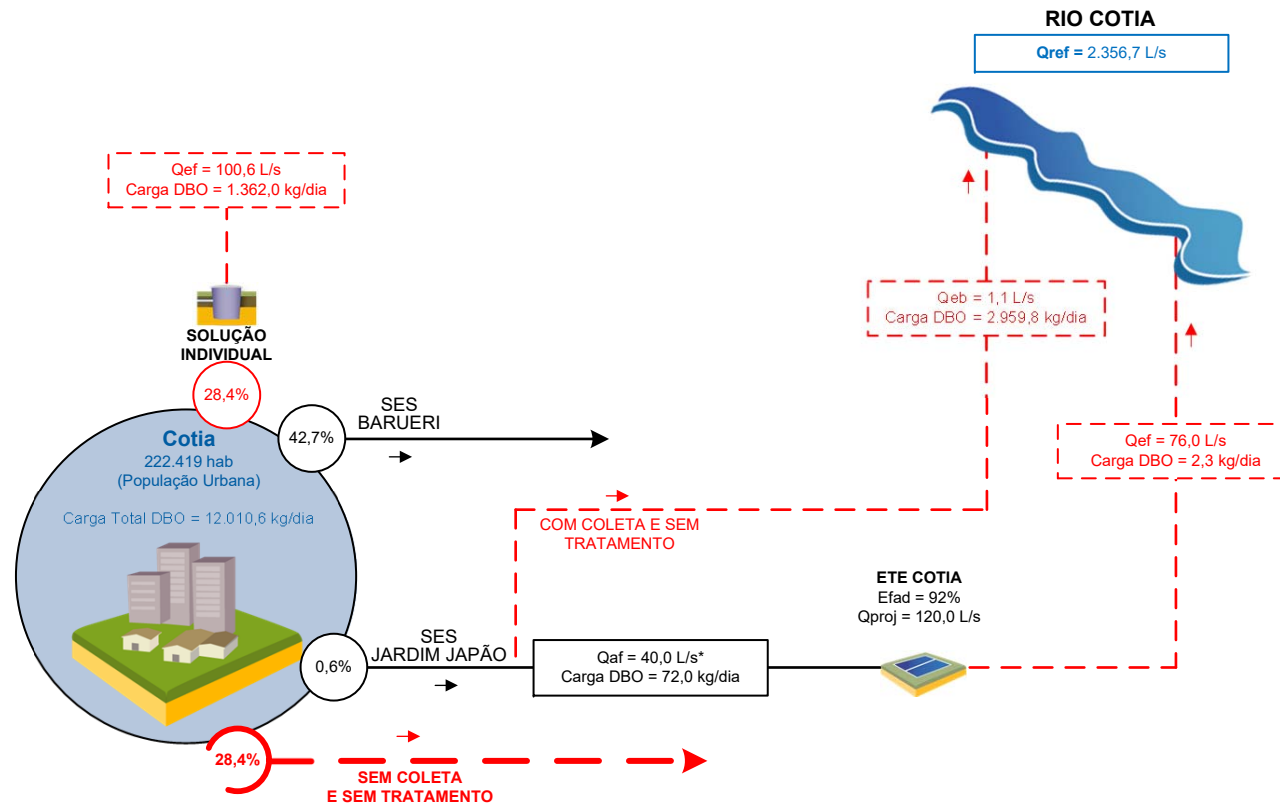 RIO COTIA
Qref = 2.356,7 L/s
Qef = 100,6 L/s
Carga DBO = 1.362,0 kg/dia
SOLUÇÃO
INDIVIDUAL
28,4%
42,7%
SES
BARUERI
Cotia
222.419 hab
(População Urbana)
Carga Total DBO = 12.010,6 kg/dia
Qeb = 1,1 L/s
Carga DBO = 2.959,8 kg/dia
Qef = 76,0 L/s
Carga DBO = 2,3 kg/dia
COM COLETA E SEM
TRATAMENTO
ETE COTIA
Efad = 92%
Qproj = 120,0 L/s
0,6%
SES
JARDIM JAPÃO
Qaf = 40,0 L/s*
Carga DBO = 72,0 kg/dia
28,4%
SEM COLETA
E SEM TRATAMENTO